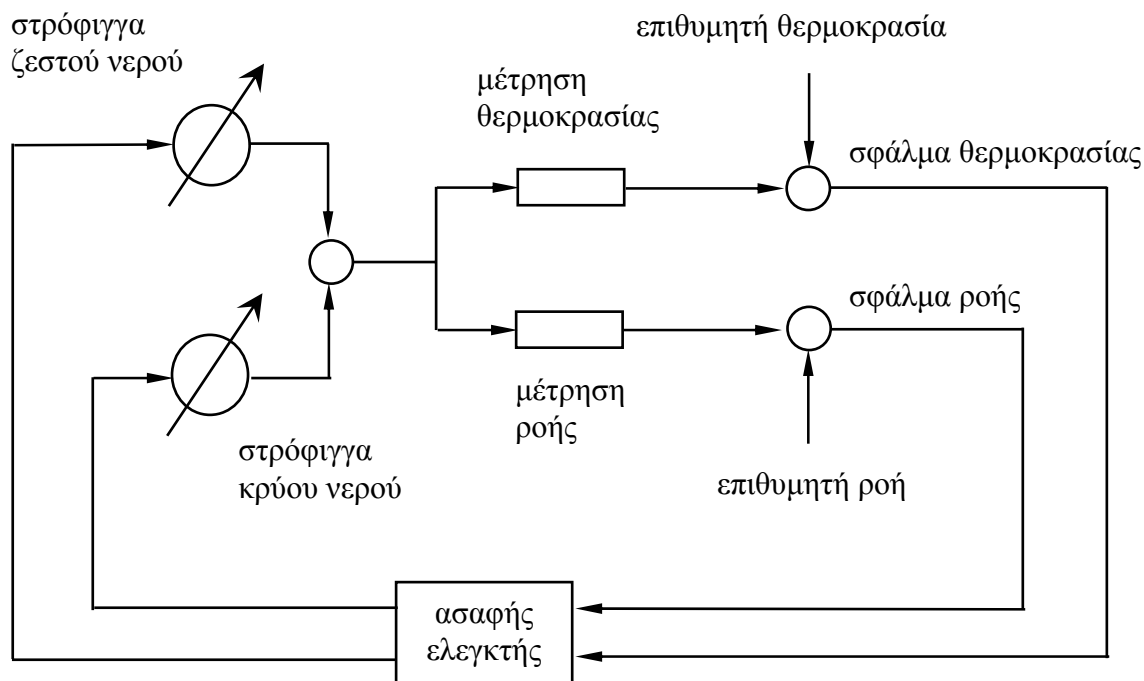 στρόφιγγα
ζεστού νερού
επιθυμητή θερμοκρασία
μέτρηση
θερμοκρασίας
σφάλμα θερμοκρασίας
σφάλμα ροής
μέτρηση
ροής
στρόφιγγα
κρύου νερού
επιθυμητή ροή
ασαφής
ελεγκτής